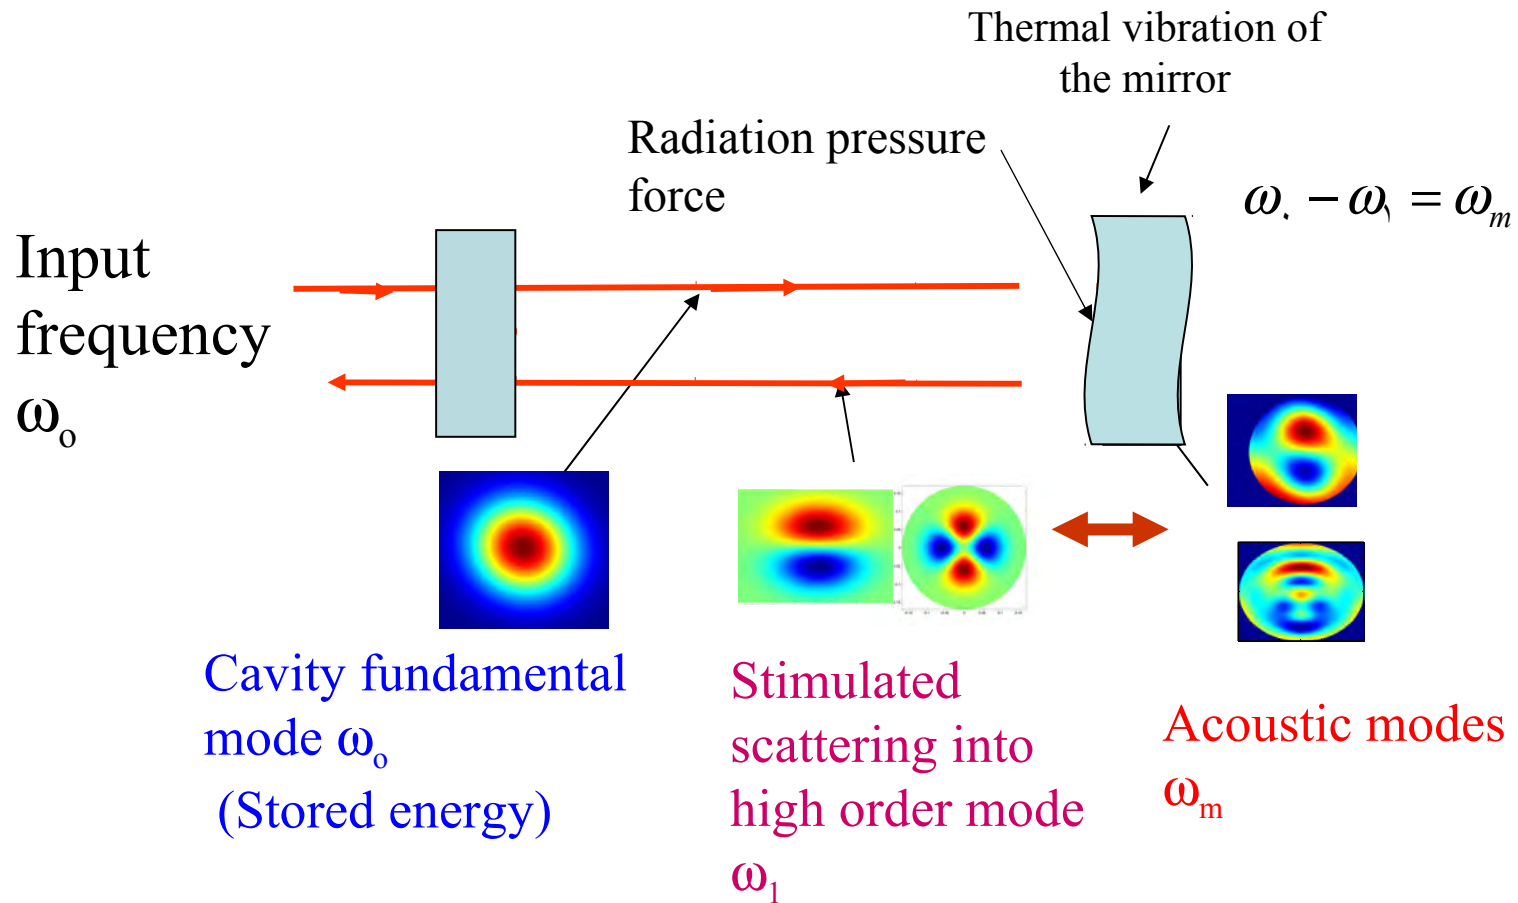 Thermal vibration of
the mirror
Radiation pressure
force
ω. − ω) = ωm
Input
frequency
ωo
Cavity fundamental
mode ωo
(Stored energy)
Stimulated
scattering into
high order mode
ω1
Acoustic modes
ωm